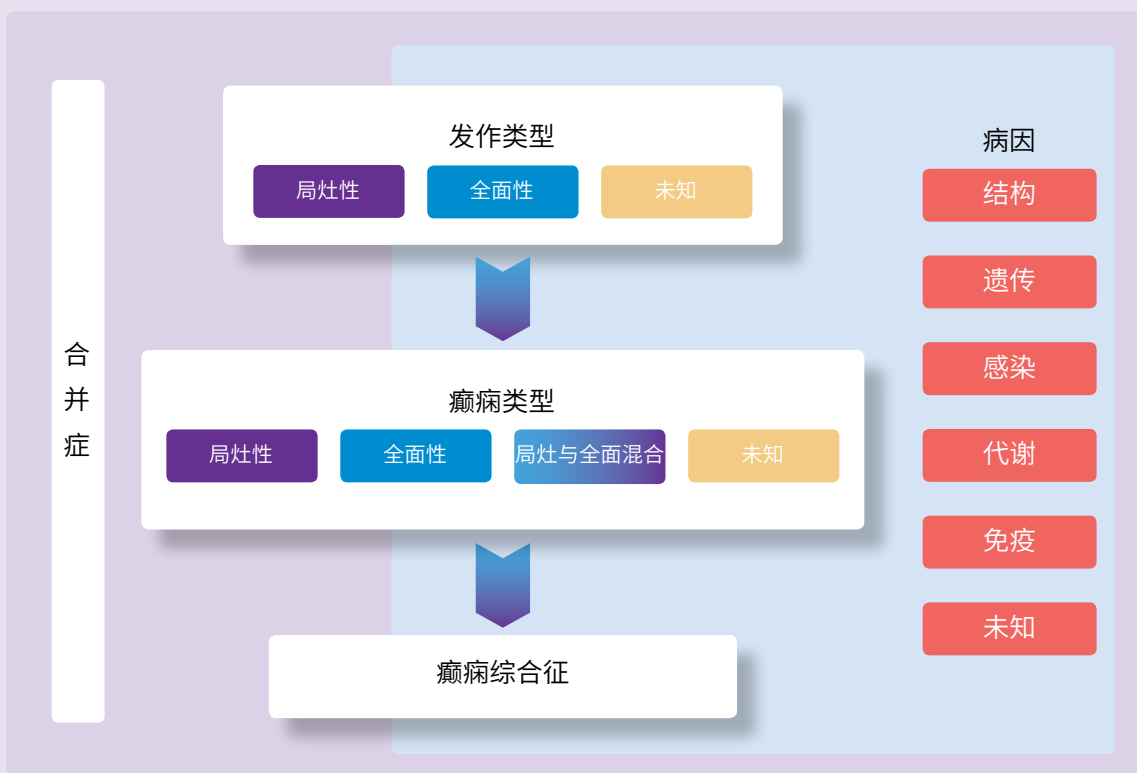 合
并
症
发作类型
局灶性
全面性
未知
癫痫类型
局灶性
全面性
局灶与全面混合
未知
癫痫综合征
病因
结构
遗传
感染
代谢
免疫
未知